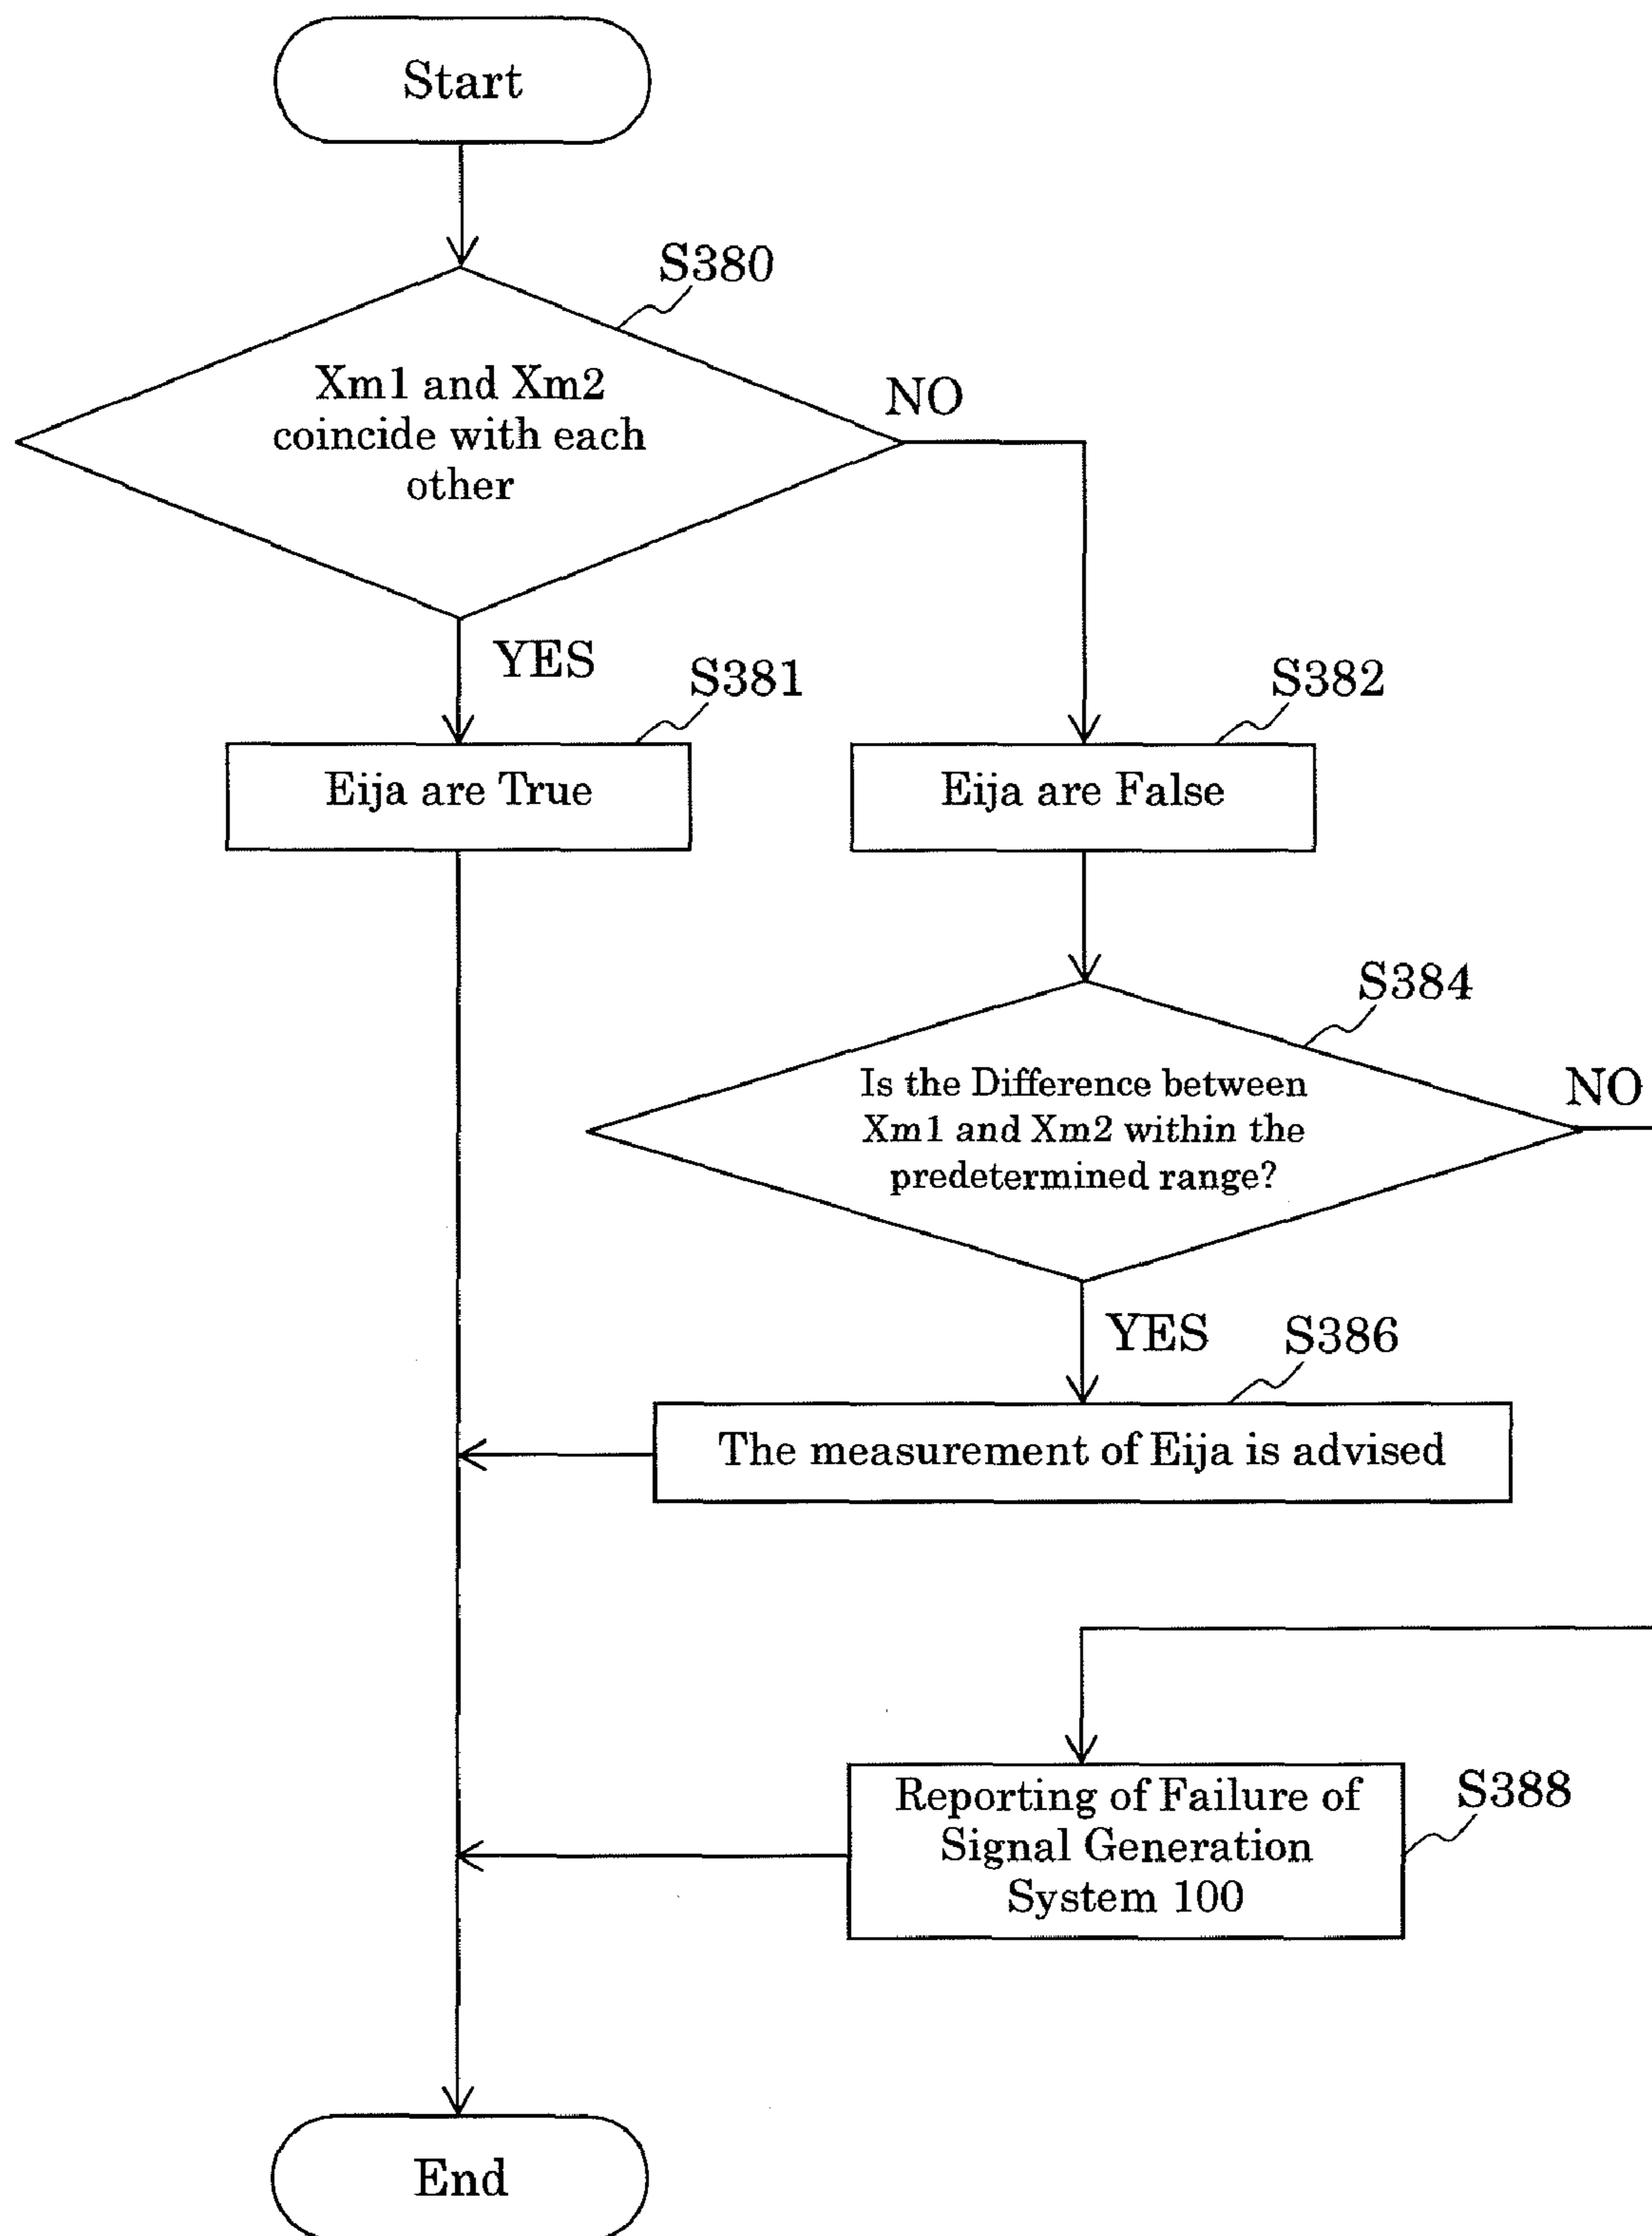 Start
S380
Xm1 and Xm2
coincide with each
other
NO
YES
S381
S382
Eija are True
Eija are False
S384
Is the Difference between
Xm1 and Xm2 within the
predetermined range?
NO
YES
S386
The measurement of Eija is advised
Reporting of Failure of
Signal Generation
System 100
S388
End